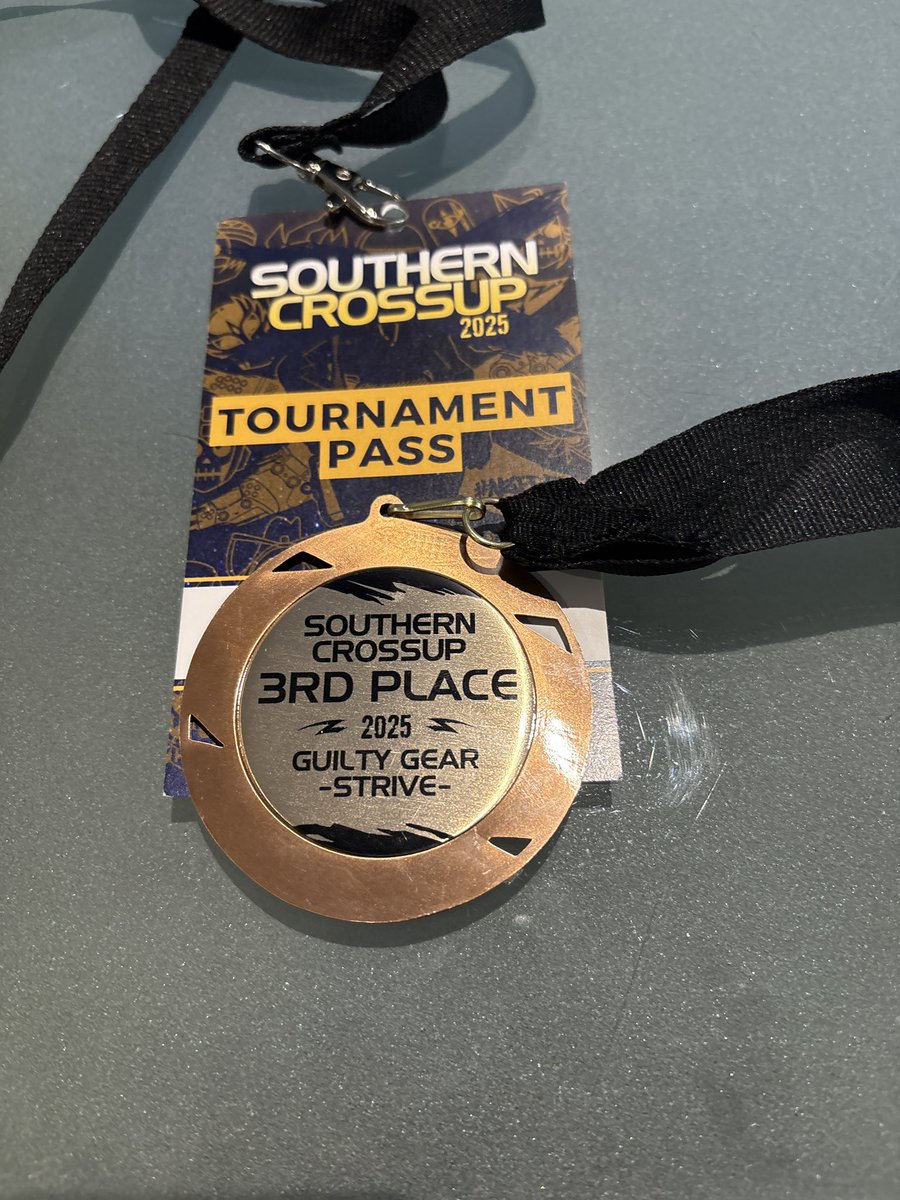 SOUTHERN
CROSSUP
2025
TOURNAMENT
PASS
SOUTHERN
CROSSUP
3RD PLACE
2025
GUILTY GEAR
-STRIVE-